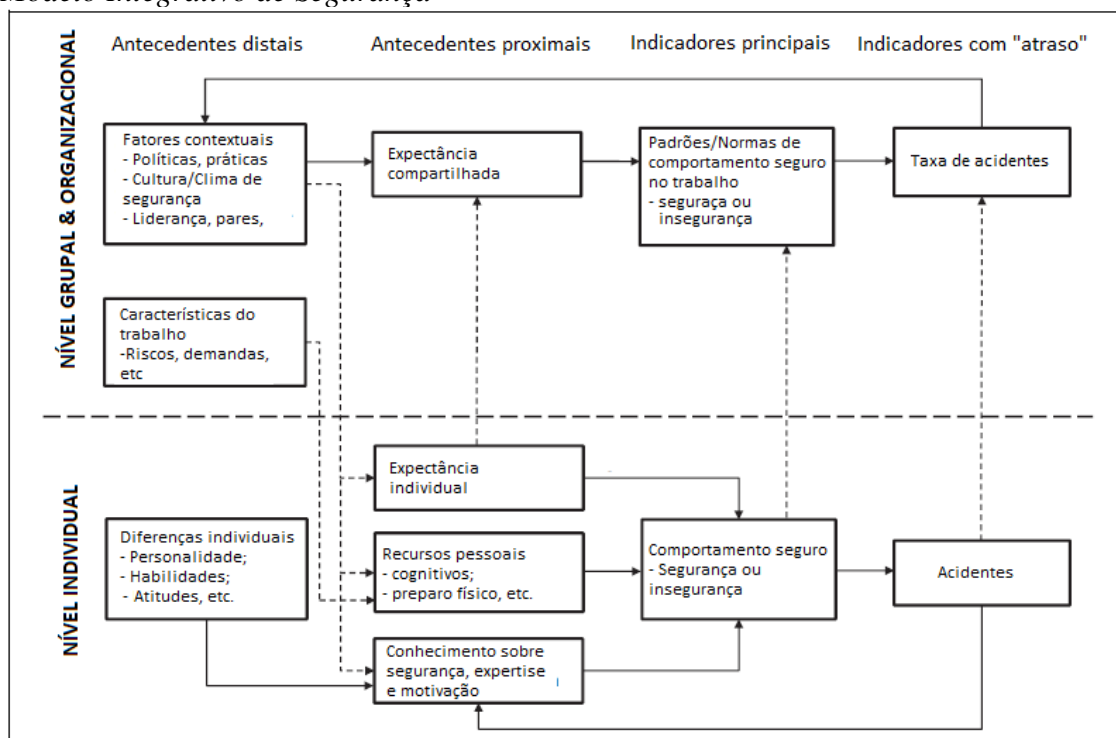 Modelo Integrativo de Segurança
Antecedentes distais
Antecedentes proximais
Indicadores principais
Indicadores com "atraso"
NÍVEL GRUPAL & ORGANIZACIONAL
Fatores contextuais
- Políticas, práticas
- Cultura/Clima de
segurança
- Liderança, pares,
Expectância
compartilhada
Padrões/Normas de
comportamento seguro
no trabalho
- seguraça ou
insegurança
Taxa de acidentes
Características do
trabalho
-Riscos, demandas,
etc
NÍVEL INDIVIDUAL
Expectância
individual
Diferenças individuais
- Personalidade;
- Habilidades;
- Atitudes, etc.
Recursos pessoais
- cognitivos;
- preparo físico, etc.
Comportamento seguro
- Segurança ou
insegurança
Acidentes
Conhecimento sobre
segurança, expertise
e motivação